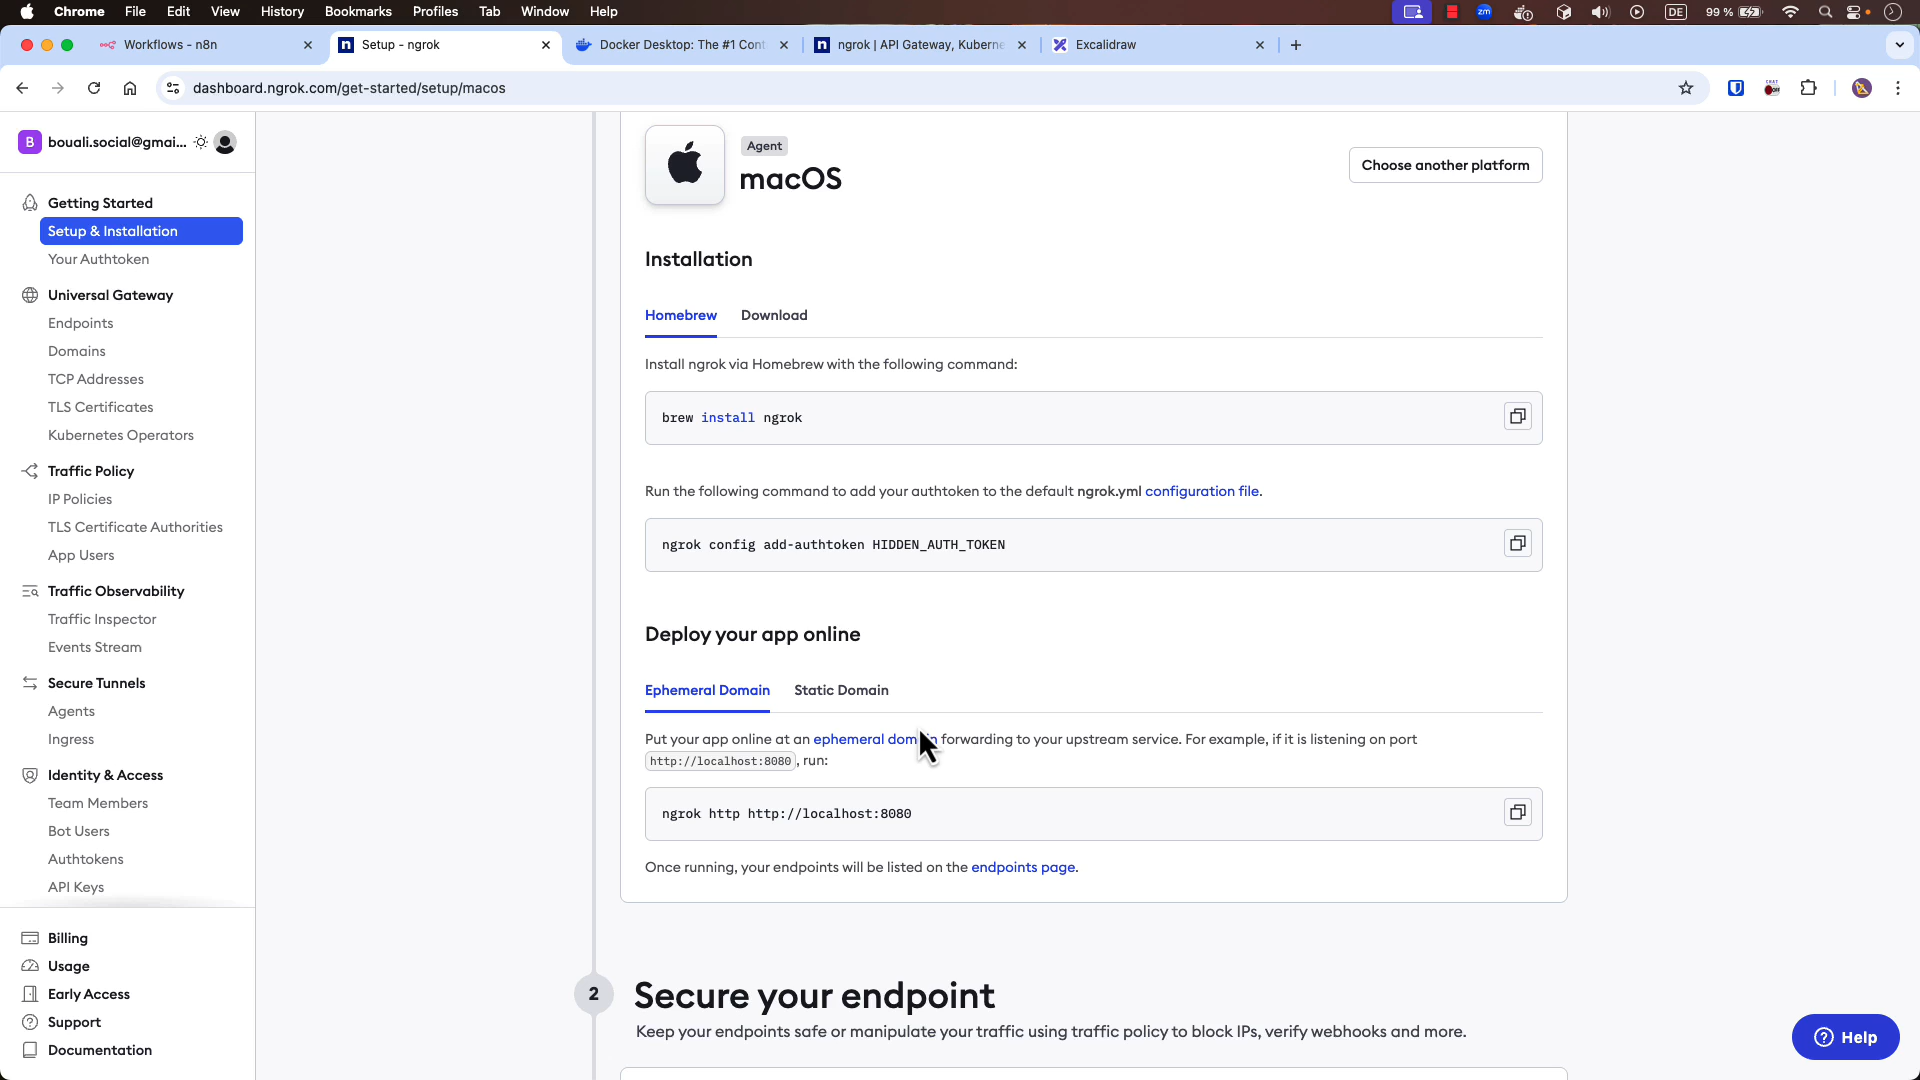 Chrome File Edit View History Bookmarks Profiles Tab Window Help zm DE 99 %
Workflows - n8n
Setup - ngrok
Docker Desktop: The #1 Cont
ngrok | API Gateway, Kuberne
Excalidraw
dashboard.ngrok.com/get-started/setup/macos
B bouali.social@gmai...
Getting Started
Setup & Installation
Your Authtoken
Universal Gateway
Endpoints
Domains
TCP Addresses
TLS Certificates
Kubernetes Operators
Traffic Policy
IP Policies
TLS Certificate Authorities
App Users
Traffic Observability
Traffic Inspector
Events Stream
Secure Tunnels
Agents
Ingress
Identity & Access
Team Members
Bot Users
Authtokens
API Keys
Billing
Usage
Early Access
Support
Documentation
Agent
macOS
Choose another platform
Installation
Homebrew Download
Install ngrok via Homebrew with the following command:
brew install ngrok
Run the following command to add your authtoken to the default ngrok.yml configuration file.
ngrok config add-authtoken HIDDEN_AUTH_TOKEN
Deploy your app online
Ephemeral Domain Static Domain
Put your app online at an ephemeral domain forwarding to your upstream service. For example, if it is listening on port
http://localhost:8080, run:
ngrok http http://localhost:8080
Once running, your endpoints will be listed on the endpoints page.
2 Secure your endpoint
Keep your endpoints safe or manipulate your traffic using traffic policy to block IPs, verify webhooks and more.
Help